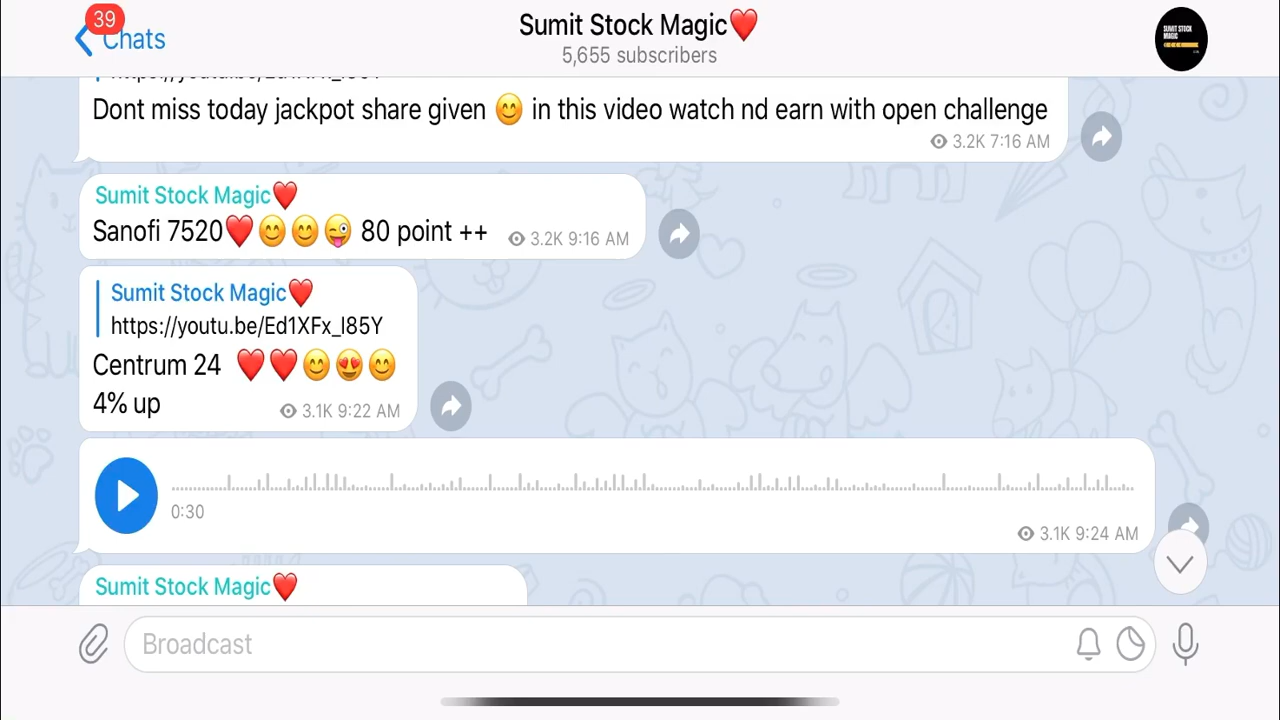 39
Chats
Sumit Stock Magic❤️
5,655 subscribers
SUMIT STOCK
MAGIC
Dont miss today jackpot share given 😊 in this video watch nd earn with open challenge
3.2K 7:16 AM
Sumit Stock Magic❤️
Sanofi 7520❤️😊😊😜 80 point ++ 3.2K 9:16 AM
Sumit Stock Magic❤️
https://youtu.be/Ed1XFx_I85Y
Centrum 24 ❤️❤️😊😍😊
4% up 3.1K 9:22 AM
0:30
3.1K 9:24 AM
Sumit Stock Magic❤️
Broadcast